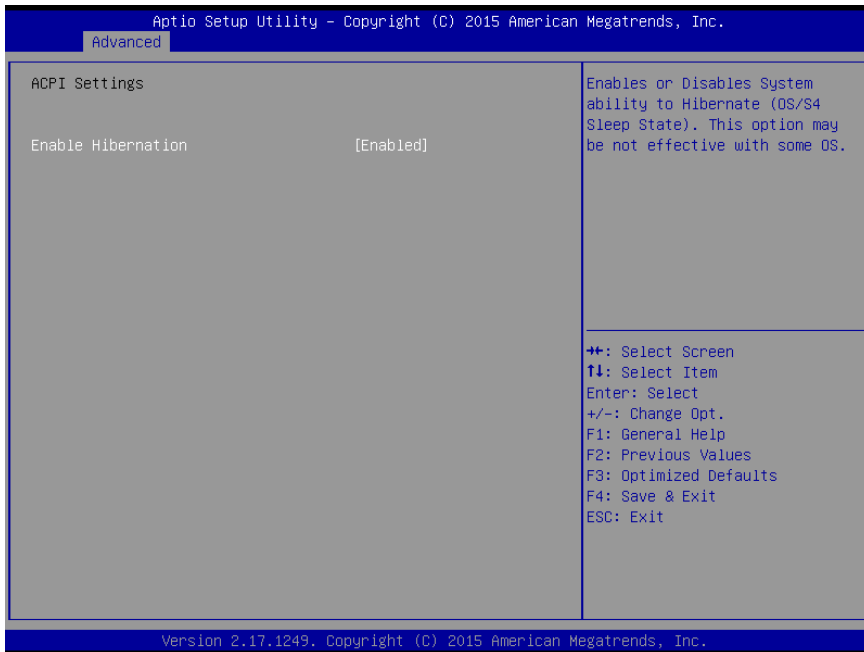 Aptio Setup Utility – Copyright (C) 2015 American Megatrends, Inc.
Advanced
ACPI Settings
Enable Hibernation [Enabled]
Enables or Disables System
ability to Hibernate (OS/S4
Sleep State). This option may
be not effective with some OS.
→←: Select Screen
↑↓: Select Item
Enter: Select
+/-: Change Opt.
F1: General Help
F2: Previous Values
F3: Optimized Defaults
F4: Save & Exit
ESC: Exit
Version 2.17.1249. Copyright (C) 2015 American Megatrends, Inc.